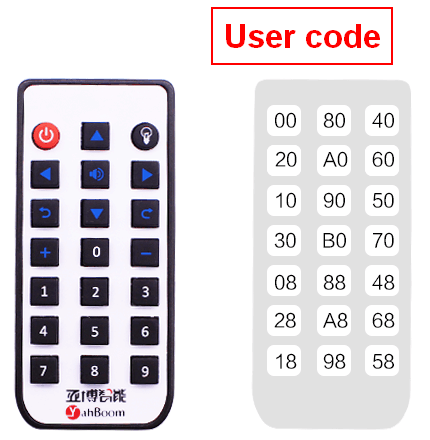 User code
00 80 40
20 A0 60
10 90 50
30 B0 70
08 88 48
28 A8 68
18 98 58
+ 0 −
1 2 3
4 5 6
7 8 9
亚博智能
YahBoom